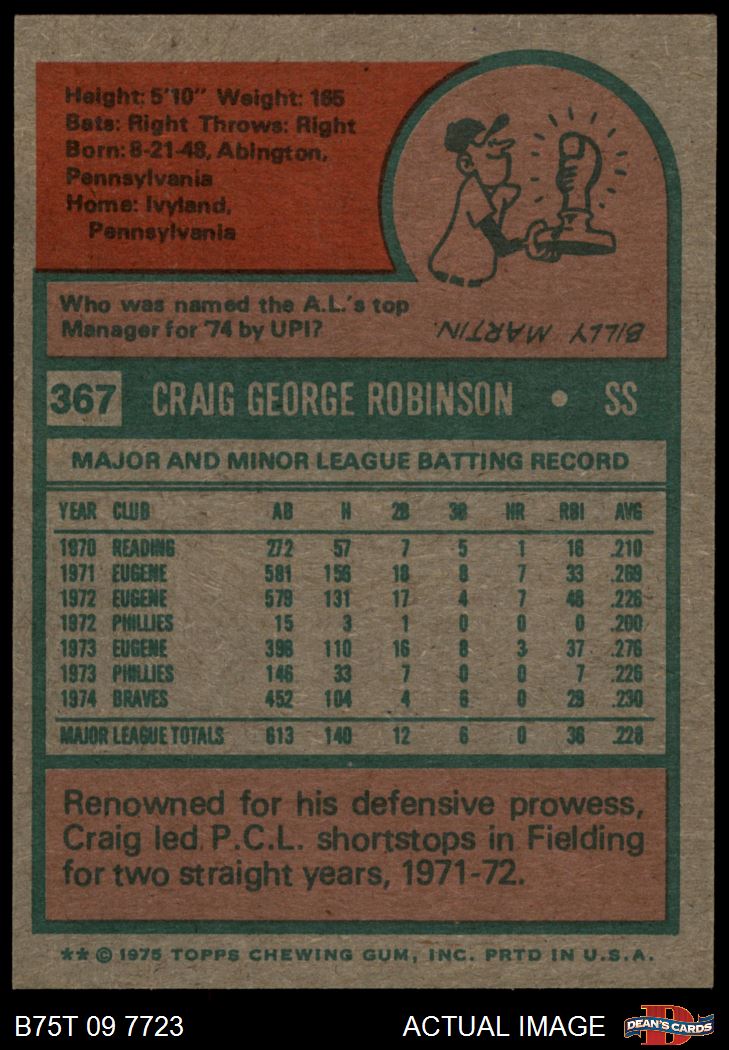 Height: 5'10" Weight: 165
Bats: Right Throws: Right
Born: 8-21-48, Abington,
Pennsylvania
Home: Ivyland,
Pennsylvania
Who was named the A.L.'s top
Manager for '74 by UPI?
BILLY MARTIN.
367 CRAIG GEORGE ROBINSON • SS
MAJOR AND MINOR LEAGUE BATTING RECORD
YEAR CLUB AB H 2B 3B HR RBI AVG
1970 READING 272 57 7 5 1 16 .210
1971 EUGENE 581 156 18 8 7 33 .269
1972 EUGENE 579 131 17 4 7 48 .226
1972 PHILLIES 15 3 1 0 0 0 .200
1973 EUGENE 398 110 16 8 3 37 .276
1973 PHILLIES 146 33 7 0 0 7 .226
1974 BRAVES 452 104 4 6 0 29 .230
MAJOR LEAGUE TOTALS 613 140 12 6 0 36 .228
Renowned for his defensive prowess,
Craig led P.C.L. shortstops in Fielding
for two straight years, 1971-72.
** © 1975 TOPPS CHEWING GUM, INC. PRTD IN U.S.A.
B75T 09 7723 ACTUAL IMAGE
D
DEAN'S CARDS